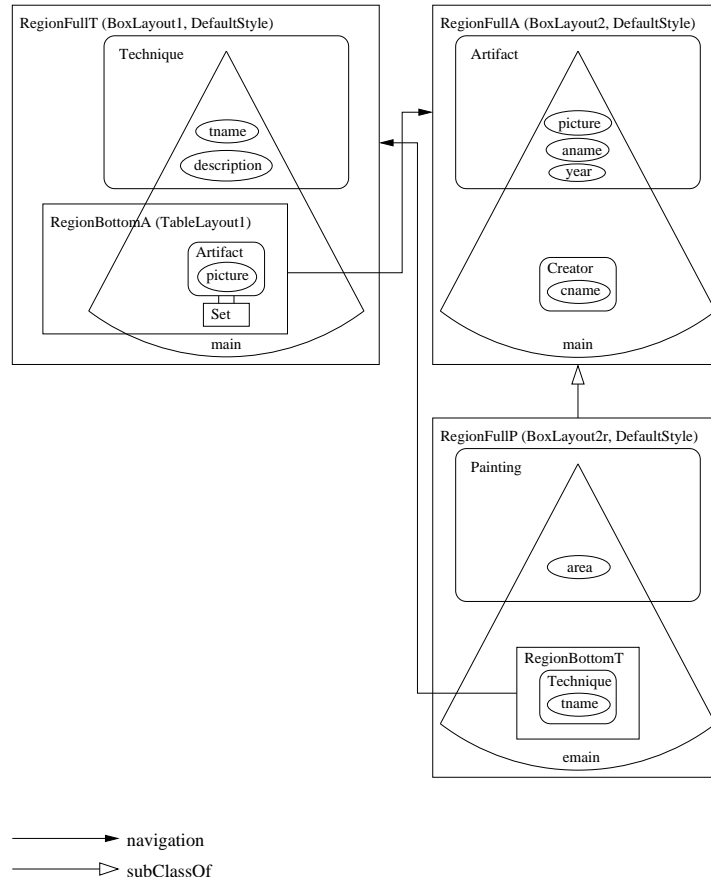 RegionFullT (BoxLayout1, DefaultStyle)
Technique
tname
description
RegionBottomA (TableLayout1)
Artifact
picture
Set
main
RegionFullA (BoxLayout2, DefaultStyle)
Artifact
picture
aname
year
Creator
cname
main
RegionFullP (BoxLayout2r, DefaultStyle)
Painting
area
RegionBottomT
Technique
tname
emain
navigation
subClassOf